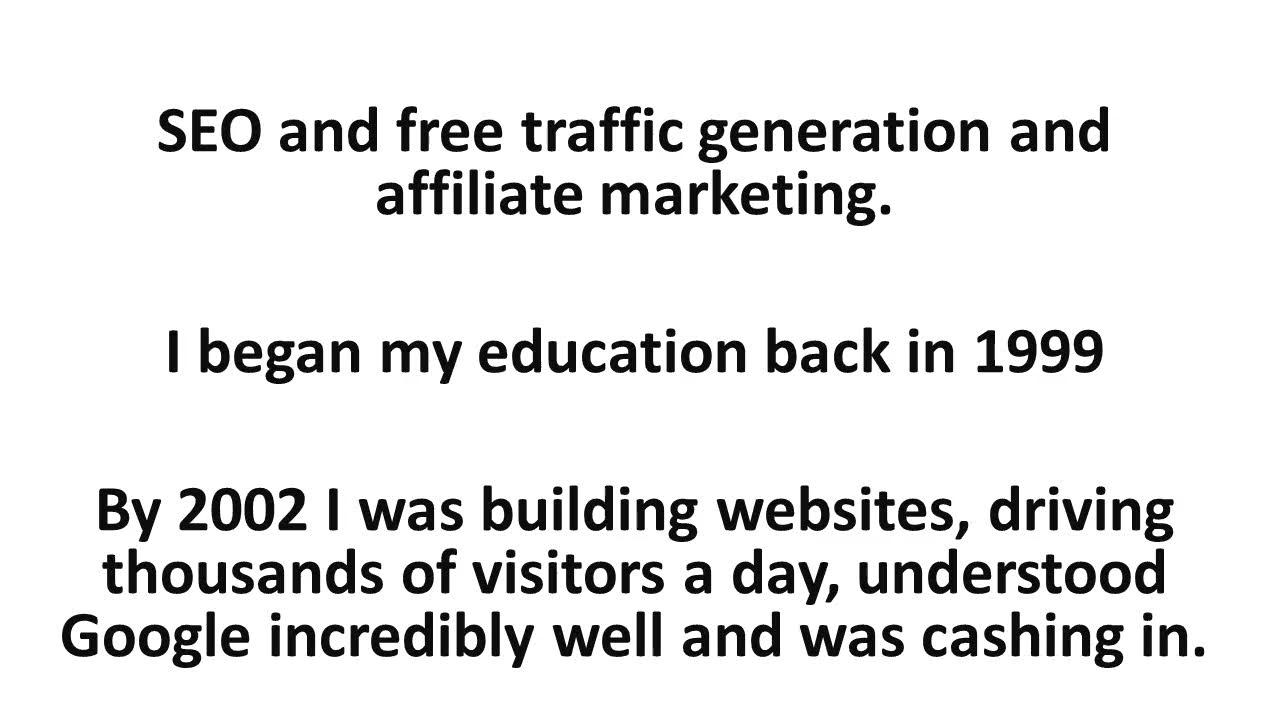 SEO and free traffic generation and
affiliate marketing.
I began my education back in 1999
By 2002 I was building websites, driving
thousands of visitors a day, understood
Google incredibly well and was cashing in.